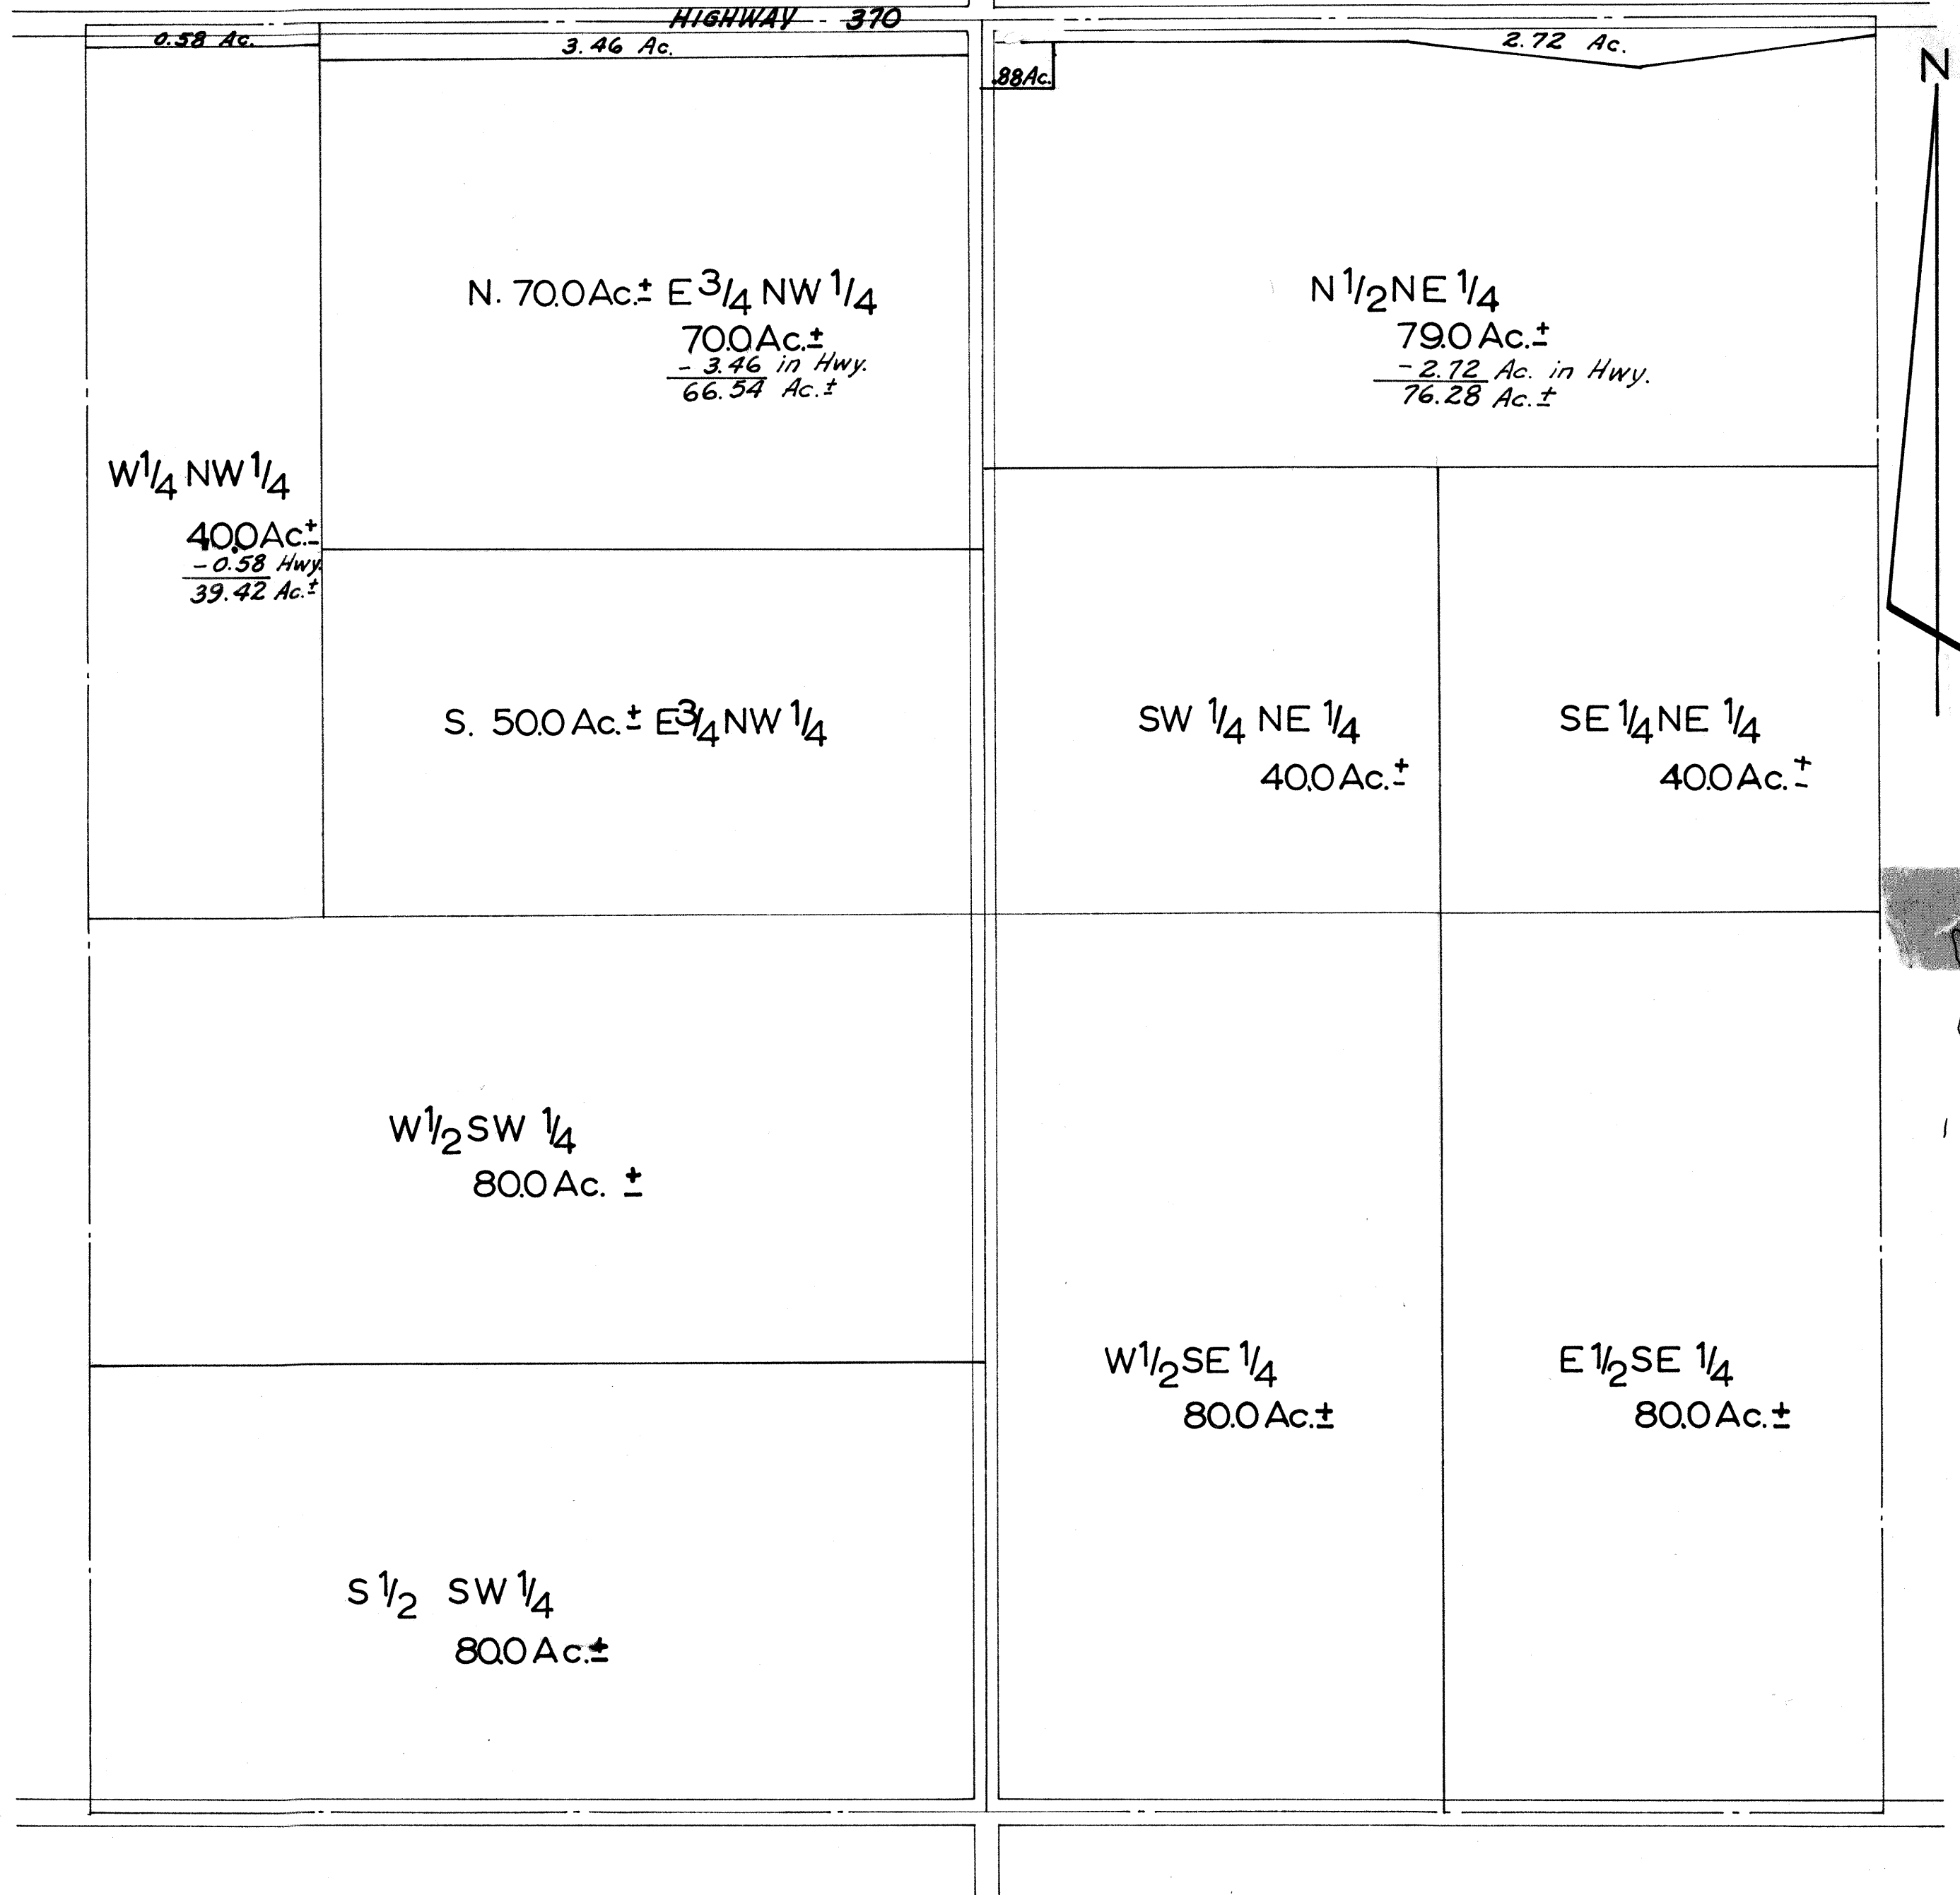 HIGHWAY 370
0.58 Ac.
3.46 Ac.
2.72 Ac.
.88Ac.
N
N. 70.0 Ac.± E 3/4 NW 1/4
70.0 Ac.±
- 3.46 in Hwy.
66.54 Ac.±
N 1/2 NE 1/4
79.0 Ac.±
- 2.72 Ac. in Hwy.
76.28 Ac.±
W 1/4 NW 1/4
40.0 Ac.±
- 0.58 Hwy.
39.42 Ac.±
S. 50.0 Ac.± E 3/4 NW 1/4
SW 1/4 NE 1/4
40.0 Ac.±
SE 1/4 NE 1/4
40.0 Ac.±
W 1/2 SW 1/4
80.0 Ac. ±
W 1/2 SE 1/4
80.0 Ac.±
E 1/2 SE 1/4
80.0 Ac.±
S 1/2 SW 1/4
80.0 Ac.±